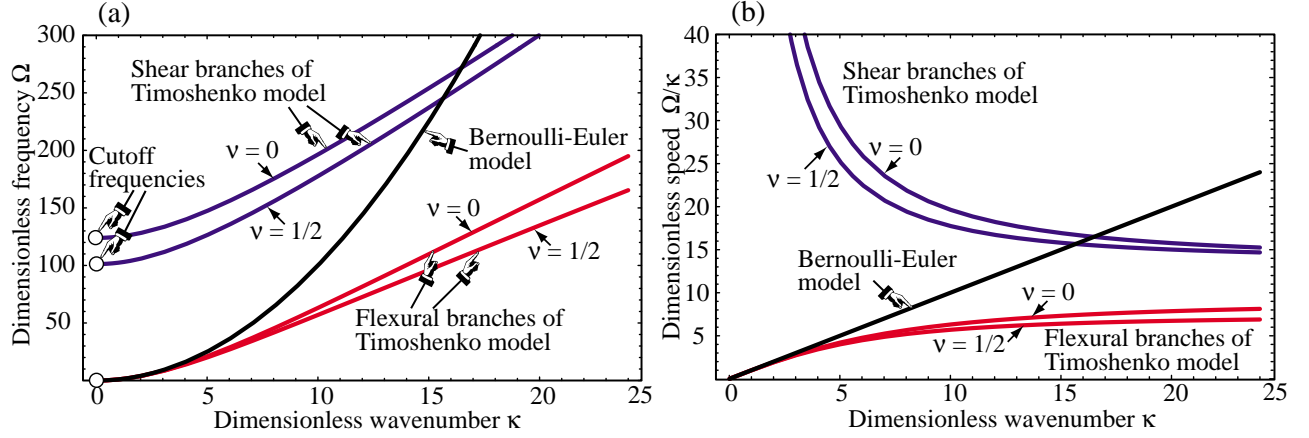 (a)
Dimensionless frequency Ω
300
250
200
150
100
50
Shear branches of
Timoshenko model
ν = 0
Cutoff
frequencies
ν = 1/2
Bernoulli-Euler
model
ν = 0
ν = 1/2
Flexural branches of
Timoshenko model
0 5 10 15 20 25
Dimensionless wavenumber κ
(b)
Dimensionless speed Ω/κ
40
35
30
25
20
15
10
5
Shear branches of
Timoshenko model
ν = 0
ν = 1/2
Bernoulli-Euler
model
ν = 0
ν = 1/2
Flexural branches of
Timoshenko model
0 5 10 15 20 25
Dimensionless wavenumber κ